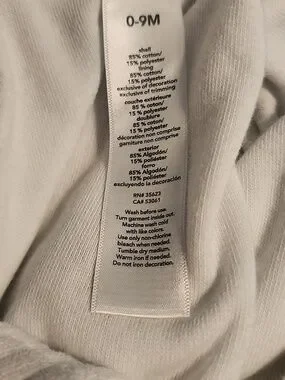 0-9M
shell
85% cotton/
15% polyester
lining
85% cotton/
15% polyester
exclusive of decoration
exclusive of trimming
couche extérieure
85 % coton/
15 % polyester
doublure
85 % coton/
15 % polyester
décoration non comprise
garniture non comprise
exterior
85% Algodón/
15% poliéster
forro
85% Algodón/
15% poliéster
excluyendo la decoración
RN# 35623
CA# 53061
Wash before use.
Turn garment inside out.
Machine wash cold
with like colors.
Use only non-chlorine
bleach when needed.
Tumble dry medium.
Warm iron if needed.
Do not iron decoration.